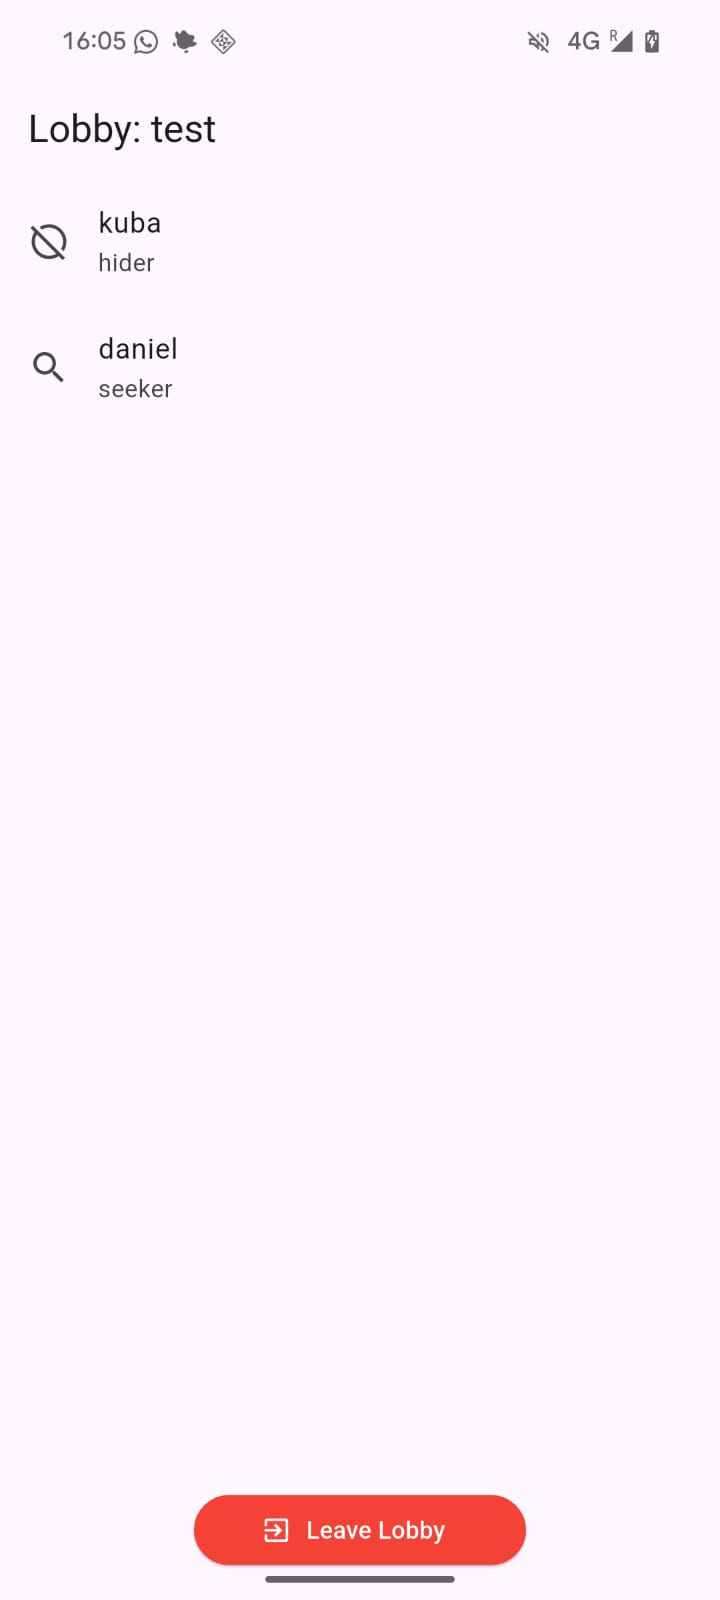 16:05 4G R
Lobby: test
kuba
hider
daniel
seeker
Leave Lobby